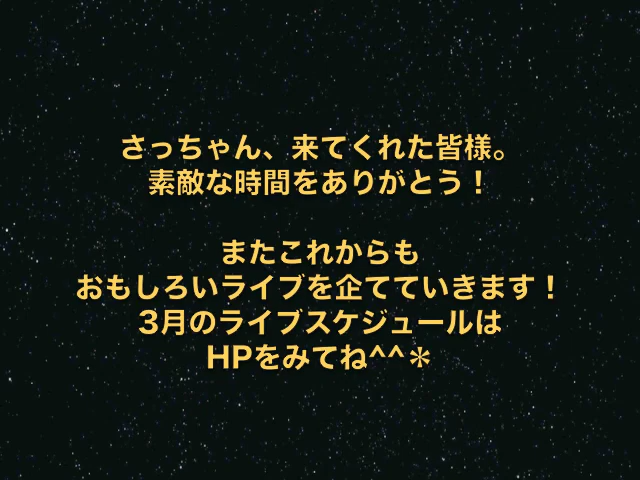 さっちゃん、来てくれた皆様。
素敵な時間をありがとう！
またこれからも
おもしろいライブを企てていきます！
3月のライブスケジュールは
HPをみてね^^＊